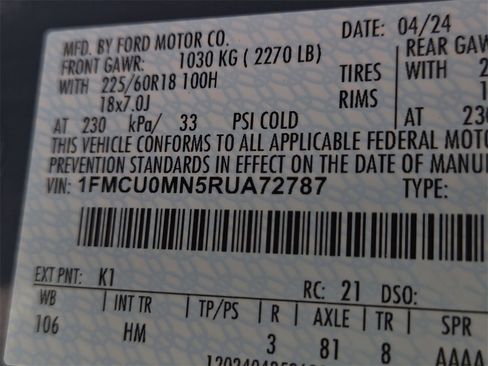 DATE: 04/24
MFD. BY FORD MOTOR CO.
FRONT GAWR: 1030 KG ( 2270 LB) REAR GAW
WITH 225/60R18 100H TIRES WITH
18x7.0J RIMS
AT 230 kPa/ 33 PSI COLD AT 230
THIS VEHICLE CONFORMS TO ALL APPLICABLE FEDERAL MOTO
PREVENTION STANDARDS IN EFFECT ON THE DATE OF MANU
VIN: 1FMCU0MN5RUA72787 TYPE:
EXT PNT: K1 RC: 21 DSO:
WB INT TR TP/PS R AXLE TR SPR
106 HM 3 81 8 AAAA